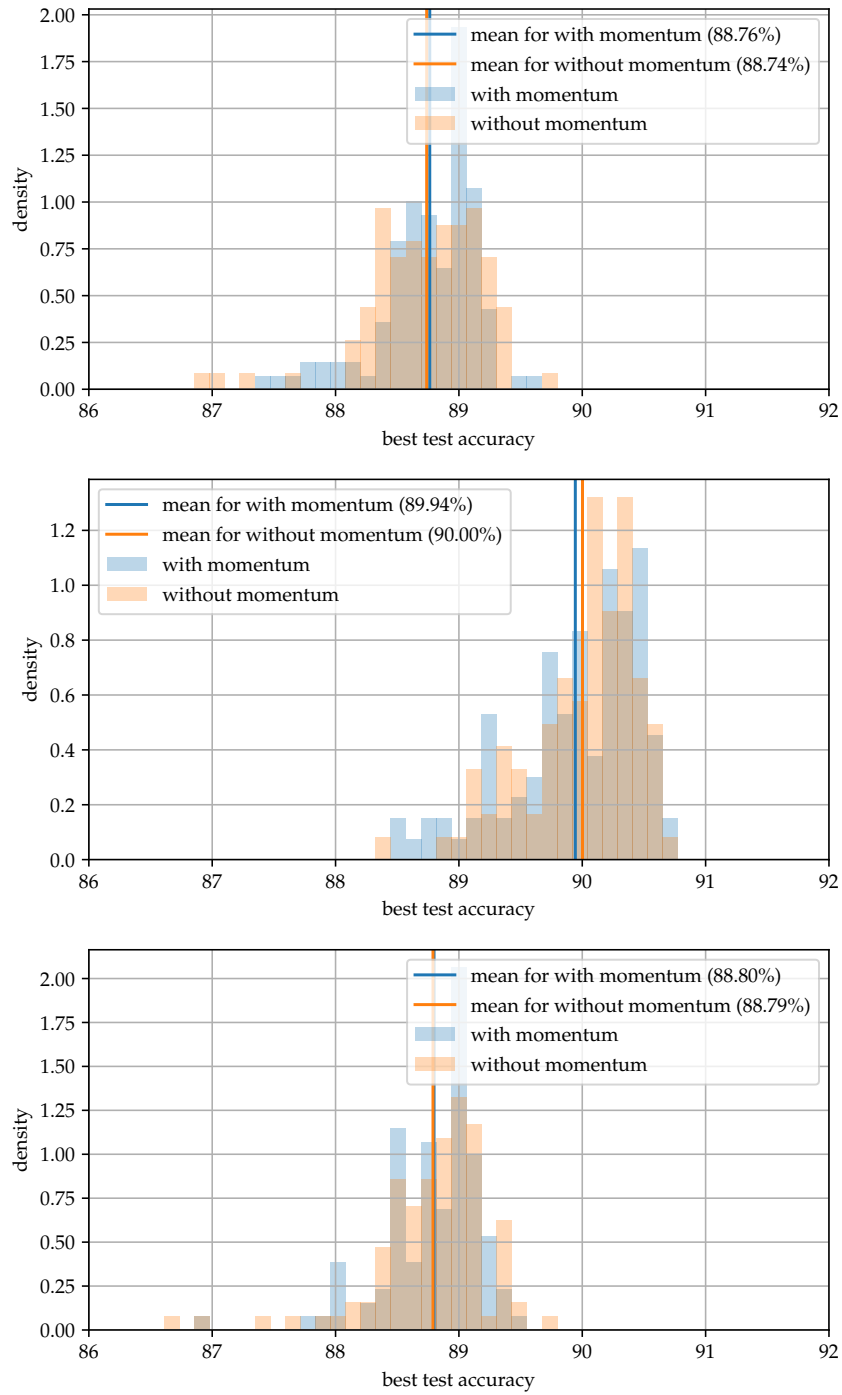 2.00
1.75
1.50
1.25
1.00
0.75
0.50
0.25
0.00
density
mean for with momentum (88.76%)
mean for without momentum (88.74%)
with momentum
without momentum
86 87 88 89 90 91 92
best test accuracy
1.2
1.0
0.8
0.6
0.4
0.2
0.0
density
mean for with momentum (89.94%)
mean for without momentum (90.00%)
with momentum
without momentum
86 87 88 89 90 91 92
best test accuracy
2.00
1.75
1.50
1.25
1.00
0.75
0.50
0.25
0.00
density
mean for with momentum (88.80%)
mean for without momentum (88.79%)
with momentum
without momentum
86 87 88 89 90 91 92
best test accuracy